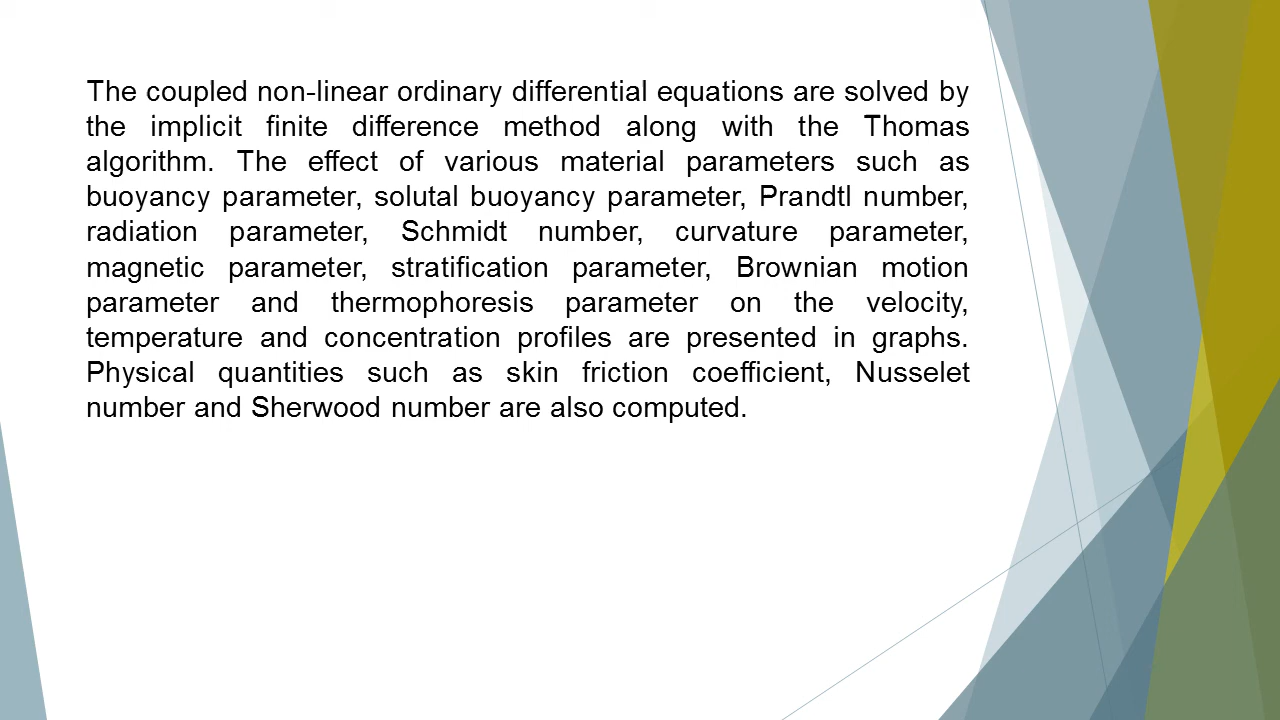 The coupled non-linear ordinary differential equations are solved by
the implicit finite difference method along with the Thomas
algorithm. The effect of various material parameters such as
buoyancy parameter, solutal buoyancy parameter, Prandtl number,
radiation parameter, Schmidt number, curvature parameter,
magnetic parameter, stratification parameter, Brownian motion
parameter and thermophoresis parameter on the velocity,
temperature and concentration profiles are presented in graphs.
Physical quantities such as skin friction coefficient, Nusselet
number and Sherwood number are also computed.